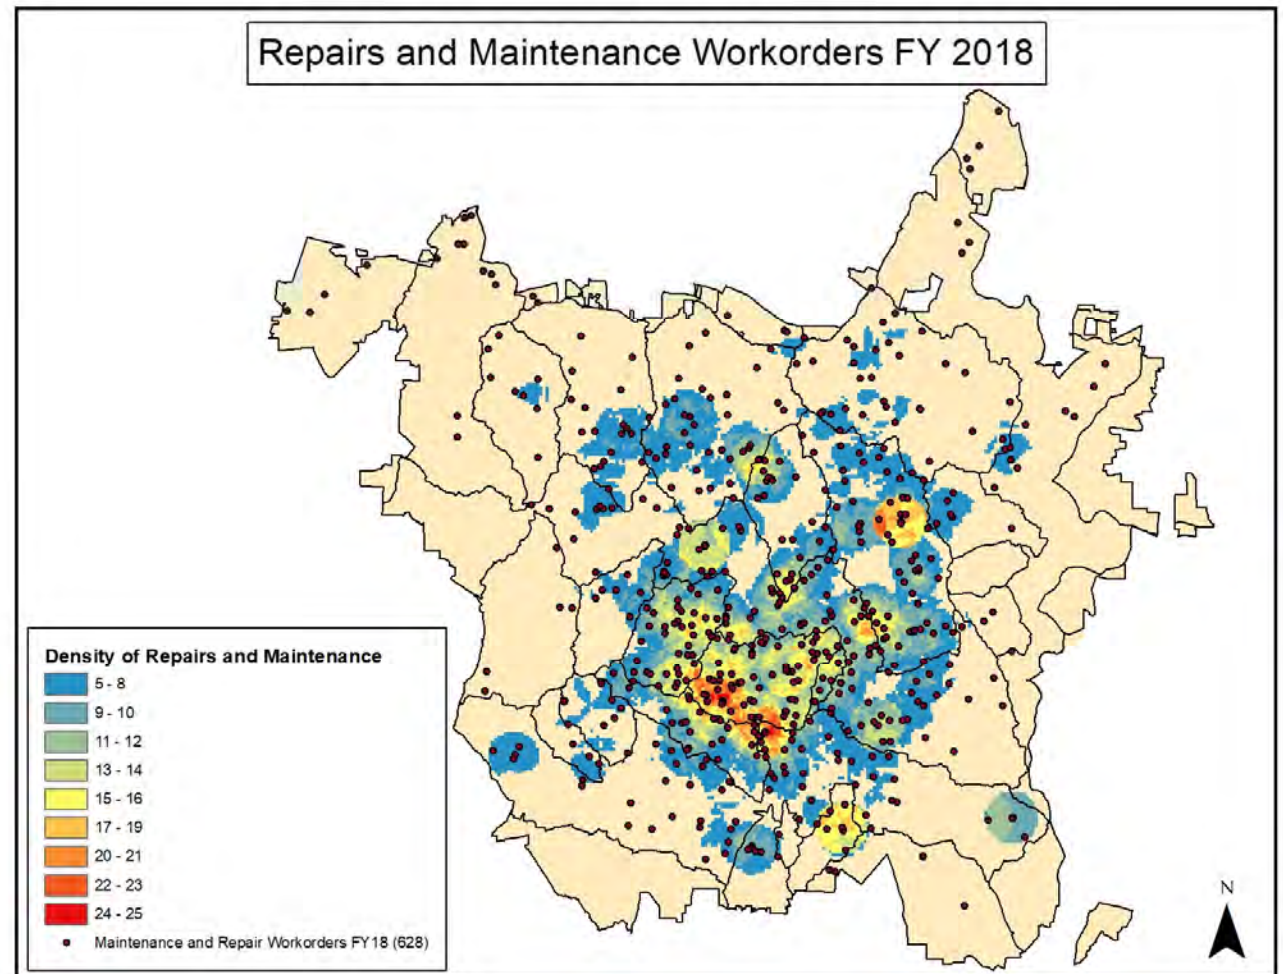 Repairs and Maintenance Workorders FY 2018
Density of Repairs and Maintenance
5 - 8
9 - 10
11 - 12
13 - 14
15 - 16
17 - 19
20 - 21
22 - 23
24 - 25
Maintenance and Repair Workorders FY18 (628)
N